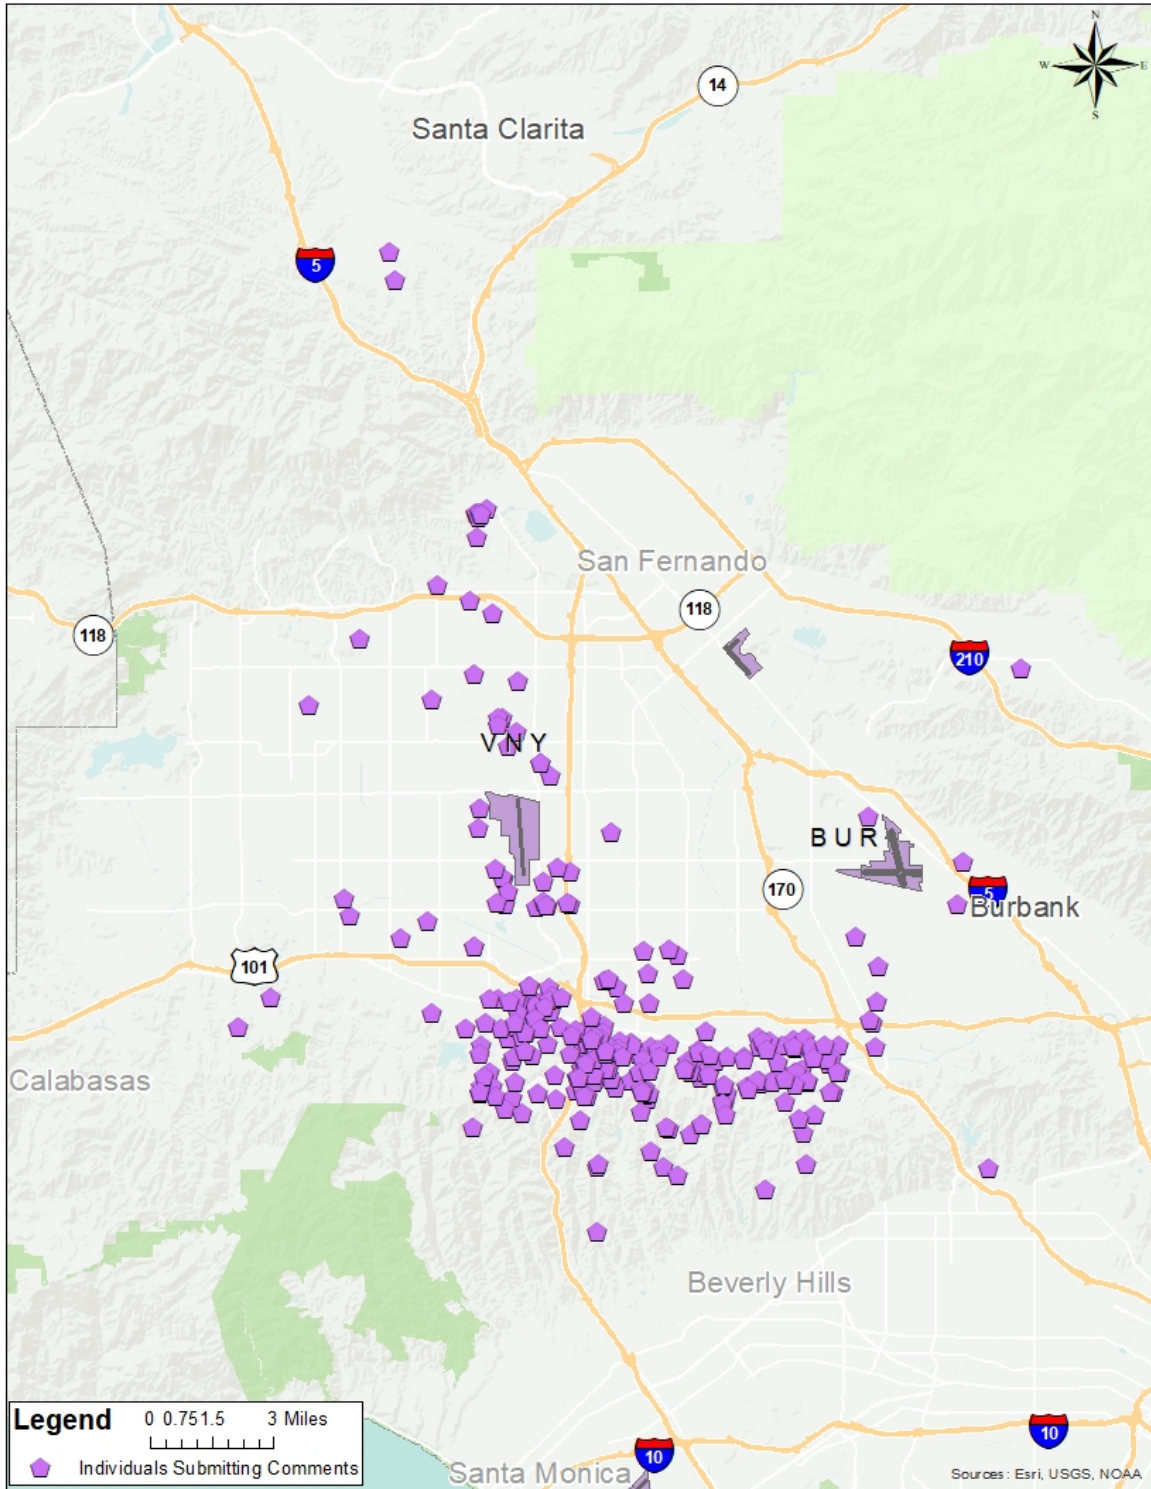 N
W E
S
14
Santa Clarita
5
San Fernando
118
118
210
VNY
BUR
170
5
Burbank
101
Calabasas
Beverly Hills
Legend
0 0.75 1.5 3 Miles
Individuals Submitting Comments
10
10
Santa Monica
Sources: Esri, USGS, NOAA